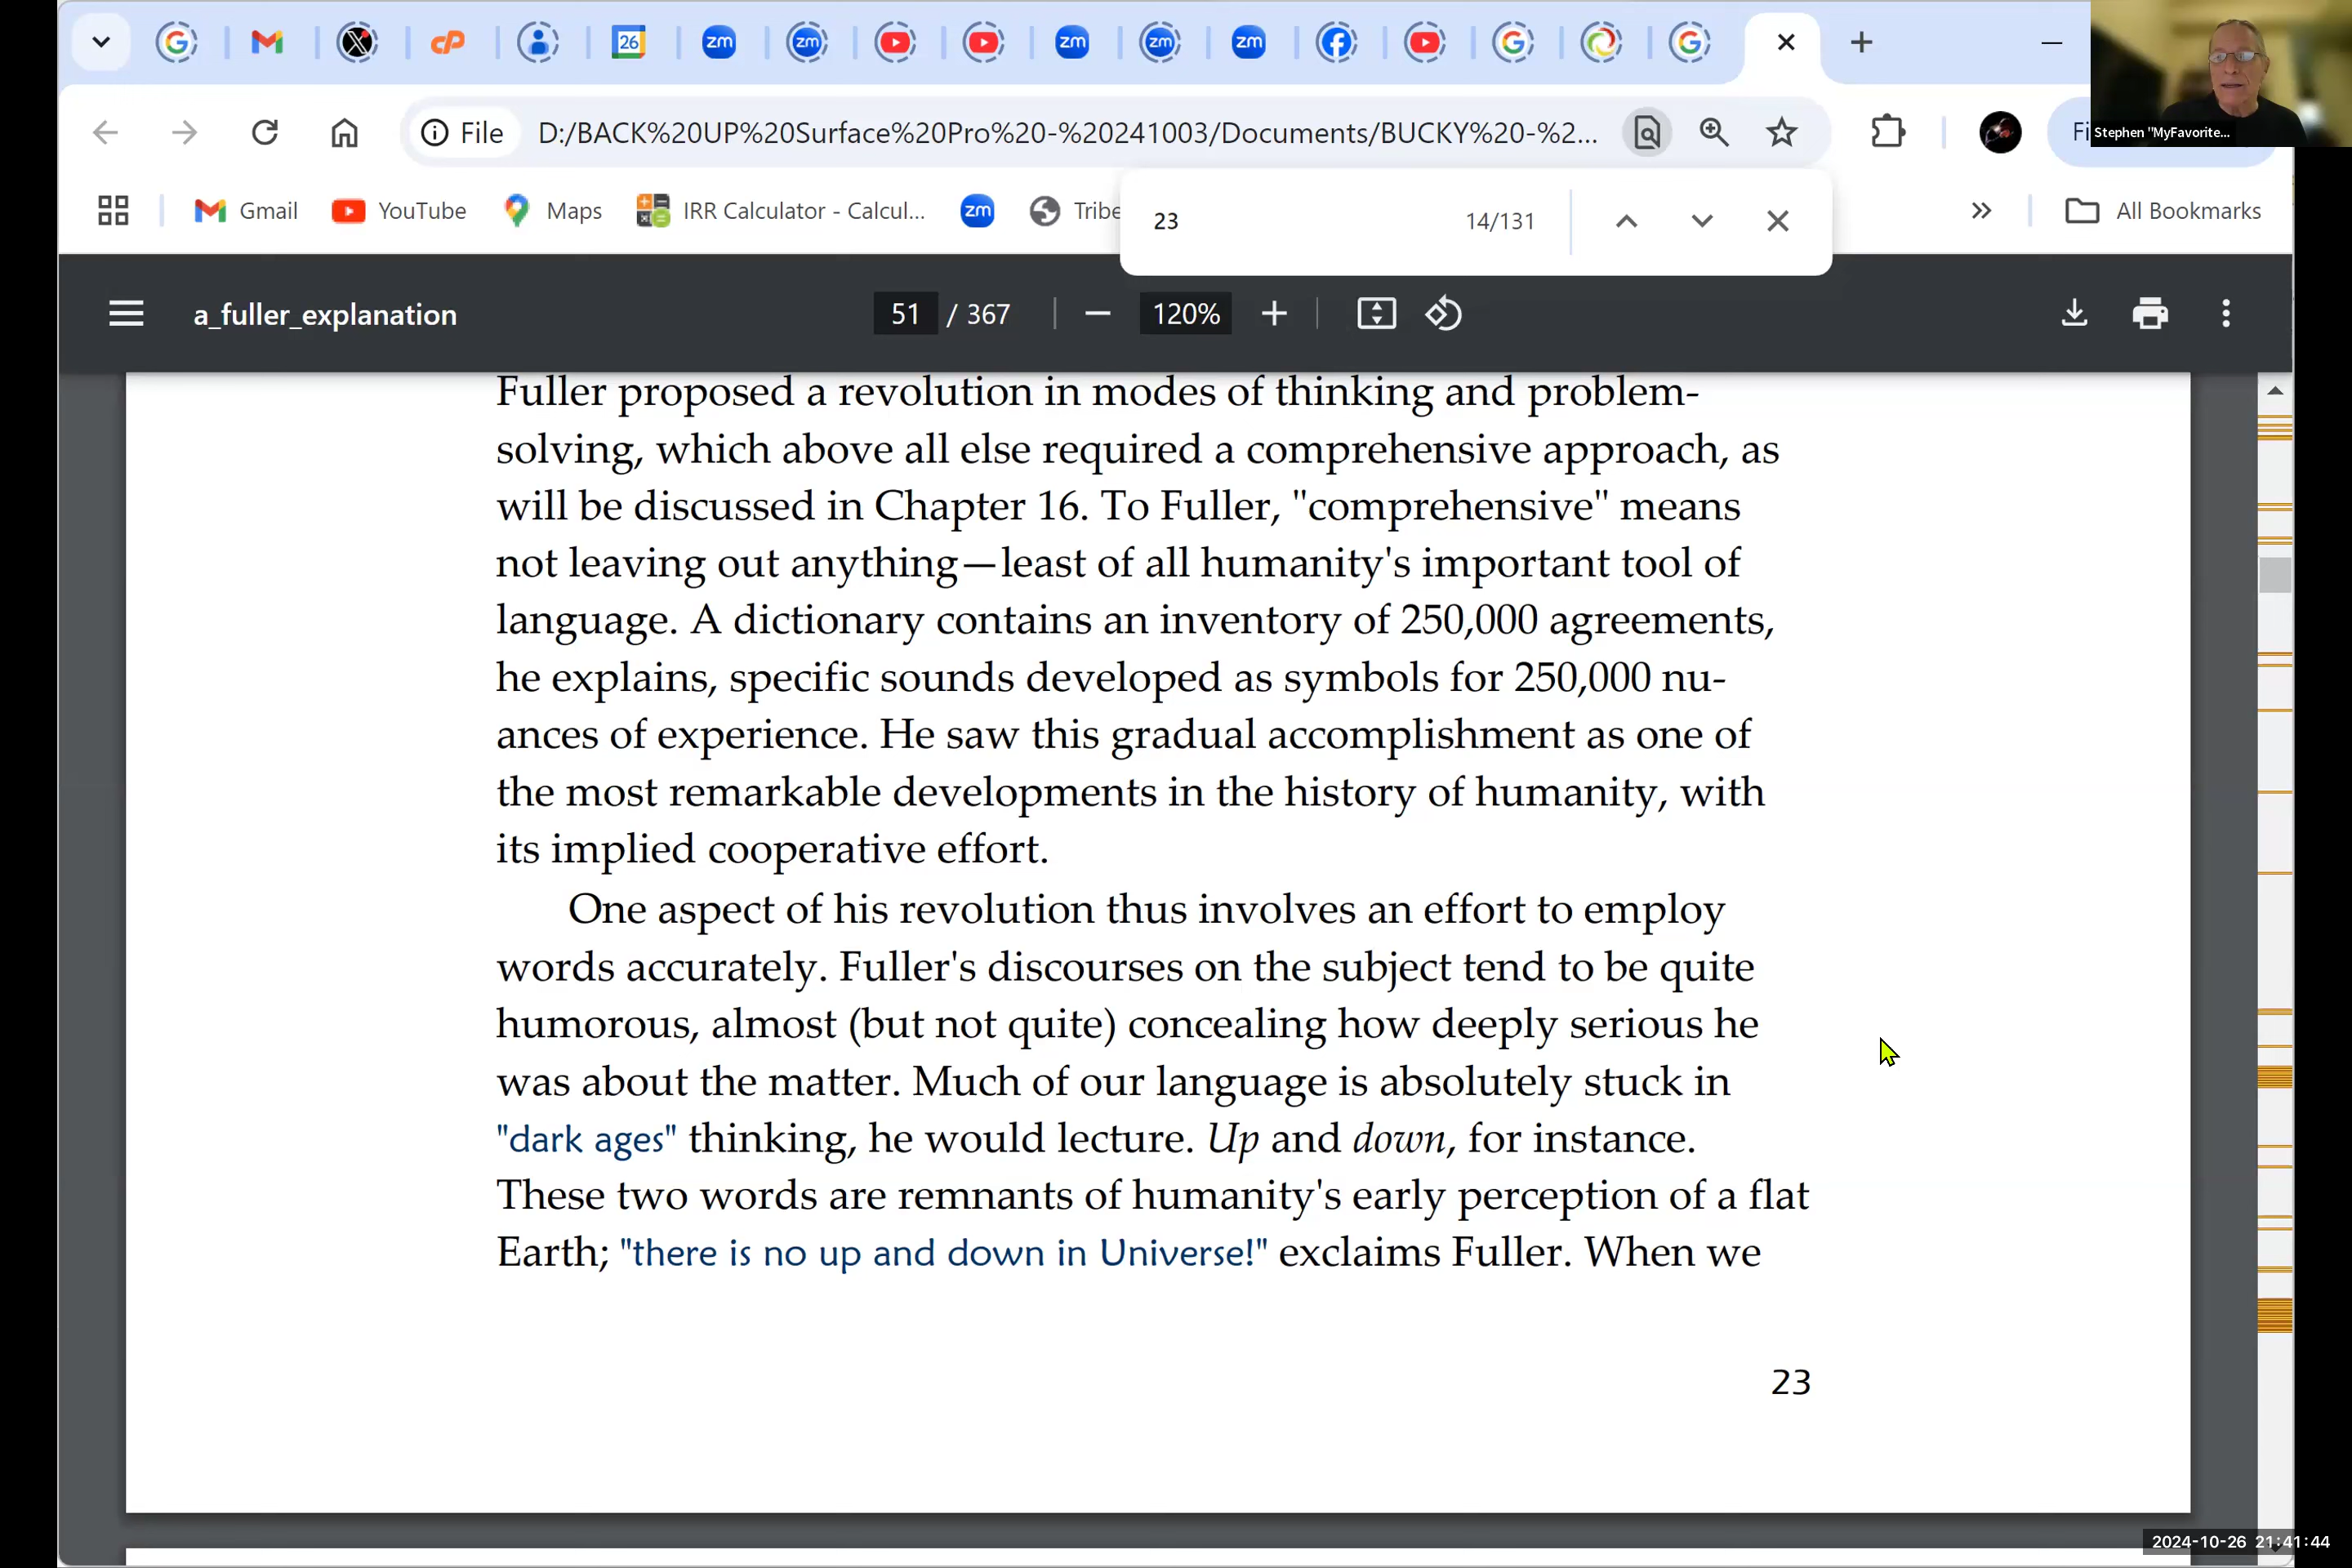 26
zm
zm
zm
zm
zm
File
D:/BACK%20UP%20Surface%20Pro%20-%20241003/Documents/BUCKY%20-%2...
Stephen "MyFavorite...
Gmail
YouTube
Maps
IRR Calculator - Calcul...
zm
Tribe
23
14/131
All Bookmarks
a_fuller_explanation
51 / 367
120%
Fuller proposed a revolution in modes of thinking and problem-
solving, which above all else required a comprehensive approach, as
will be discussed in Chapter 16. To Fuller, "comprehensive" means
not leaving out anything—least of all humanity's important tool of
language. A dictionary contains an inventory of 250,000 agreements,
he explains, specific sounds developed as symbols for 250,000 nu-
ances of experience. He saw this gradual accomplishment as one of
the most remarkable developments in the history of humanity, with
its implied cooperative effort.
One aspect of his revolution thus involves an effort to employ
words accurately. Fuller's discourses on the subject tend to be quite
humorous, almost (but not quite) concealing how deeply serious he
was about the matter. Much of our language is absolutely stuck in
"dark ages" thinking, he would lecture. Up and down, for instance.
These two words are remnants of humanity's early perception of a flat
Earth; "there is no up and down in Universe!" exclaims Fuller. When we
23
2024-10-26 21:41:44